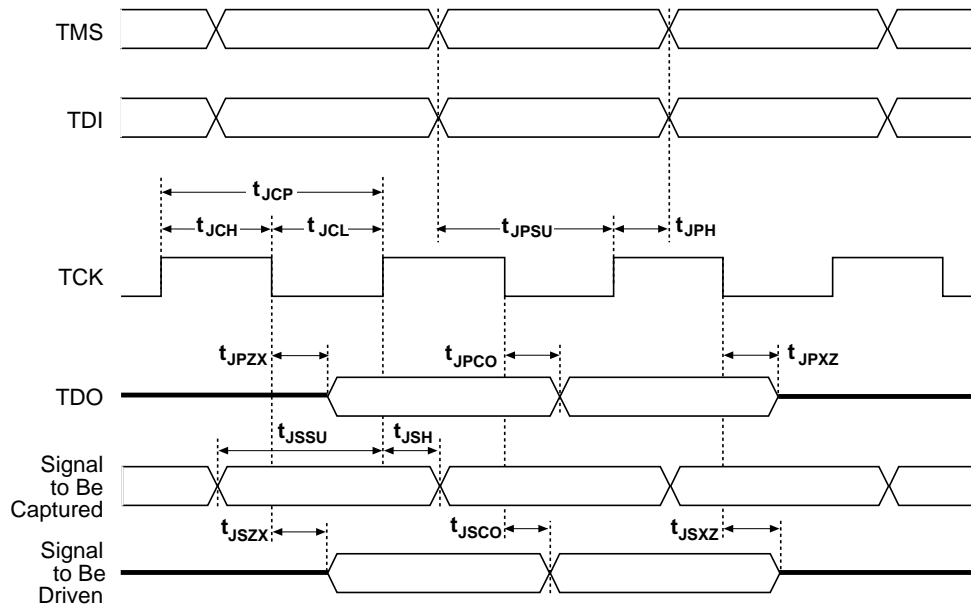 TMS
TDI
tJCP
tJCH
tJCL
tJPSU
tJPH
TCK
tJPZX
tJPCO
tJPXZ
TDO
tJSSU
tJSH
Signal
to Be
Captured
tJSZX
tJSCO
tJSXZ
Signal
to Be
Driven